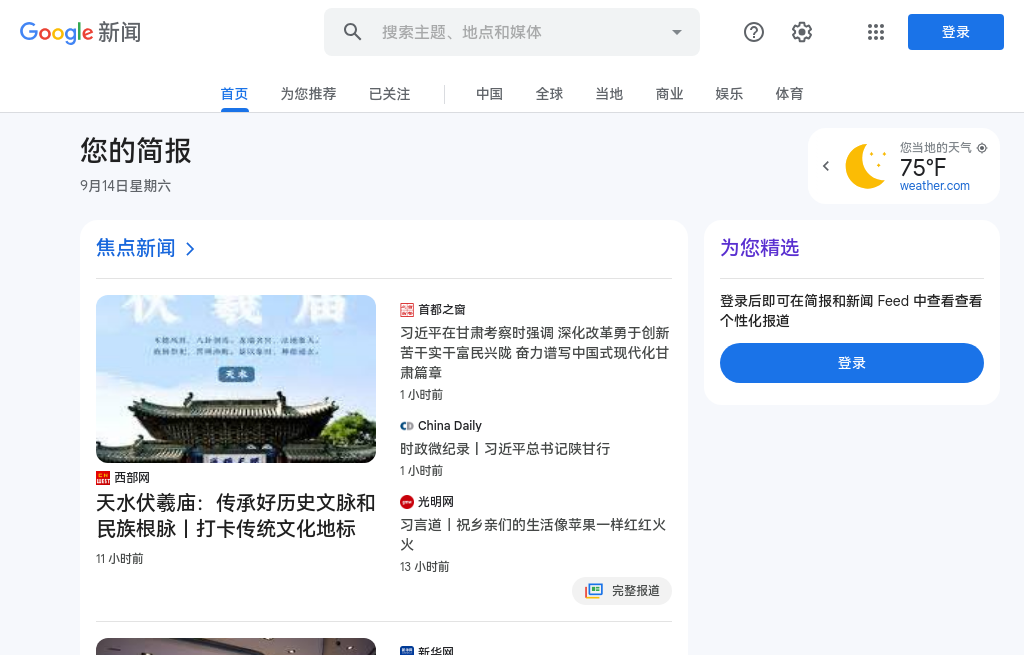 Google 新闻
搜索主题、地点和媒体
登录
首页
为您推荐
已关注
中国
全球
当地
商业
娱乐
体育
您的简报
9月14日星期六
您当地的天气
75°F
weather.com
焦点新闻
伏羲庙
天水
西部网
天水伏羲庙：传承好历史文脉和
民族根脉丨打卡传统文化地标
11 小时前
首都之窗
习近平在甘肃考察时强调 深化改革勇于创新
苦干实干富民兴陇 奋力谱写中国式现代化甘
肃篇章
1 小时前
China Daily
时政微纪录丨习近平总书记陕甘行
1 小时前
光明网
习言道丨祝乡亲们的生活像苹果一样红红火
火
13 小时前
完整报道
新华网
为您精选
登录后即可在简报和新闻 Feed 中查看查看
个性化报道
登录